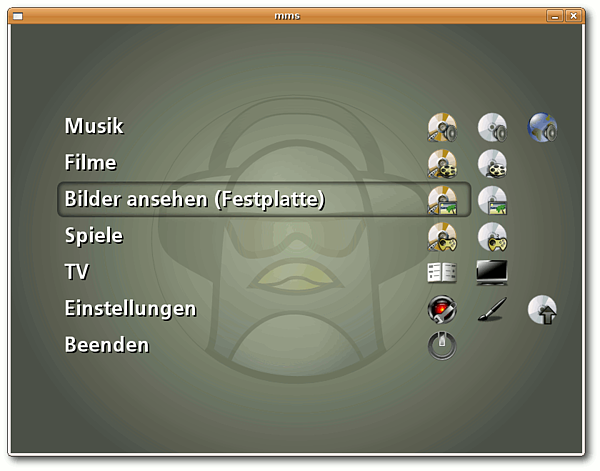 mms
Musik
Filme
Bilder ansehen (Festplatte)
Spiele
TV
Einstellungen
Beenden